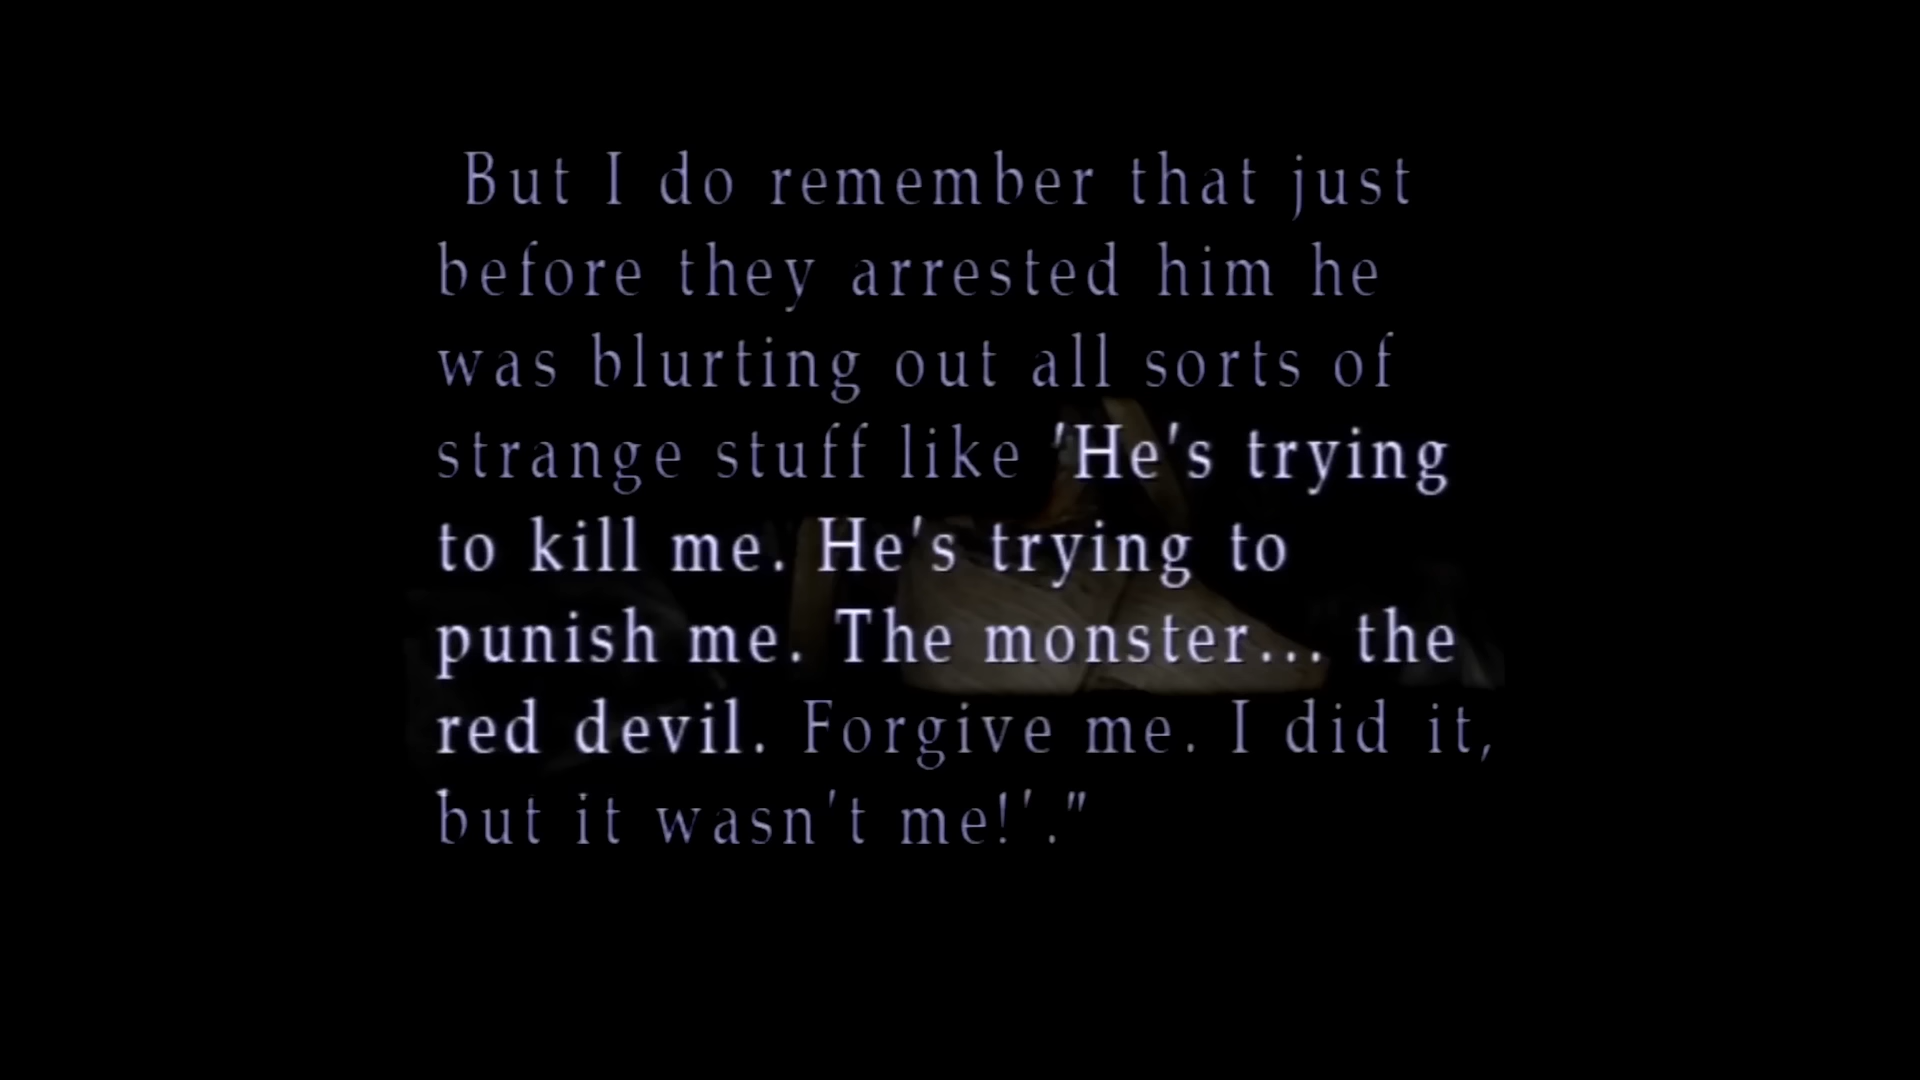 But I do remember that just
before they arrested him he
was blurting out all sorts of
strange stuff like 'He's trying
to kill me. He's trying to
punish me. The monster... the
red devil. Forgive me. I did it,
but it wasn't me!'."